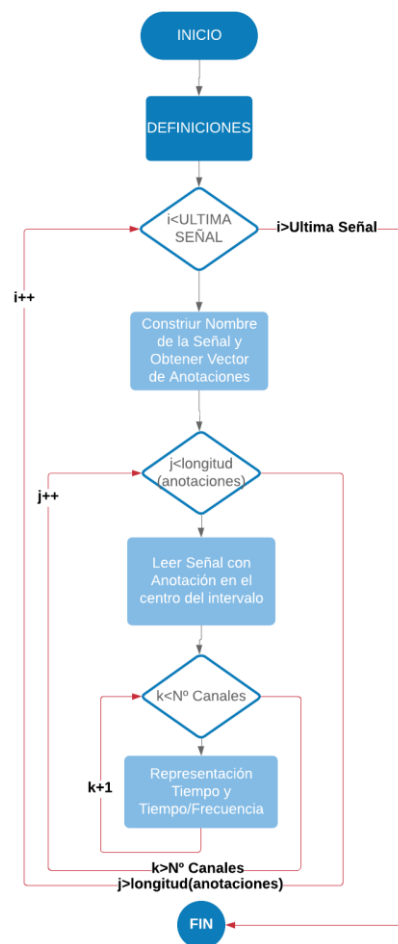 INICIO
DEFINICIONES
i<ULTIMA
SEÑAL
i>Ultima Señal
i++
Constriur Nombre
de la Señal y
Obtener Vector
de Anotaciones
j<longitud
(anotaciones)
j++
Leer Señal con
Anotación en el
centro del intervalo
k<Nº Canales
k+1
Representación
Tiempo y
Tiempo/Frecuencia
k>Nº Canales
j>longitud(anotaciones)
FIN